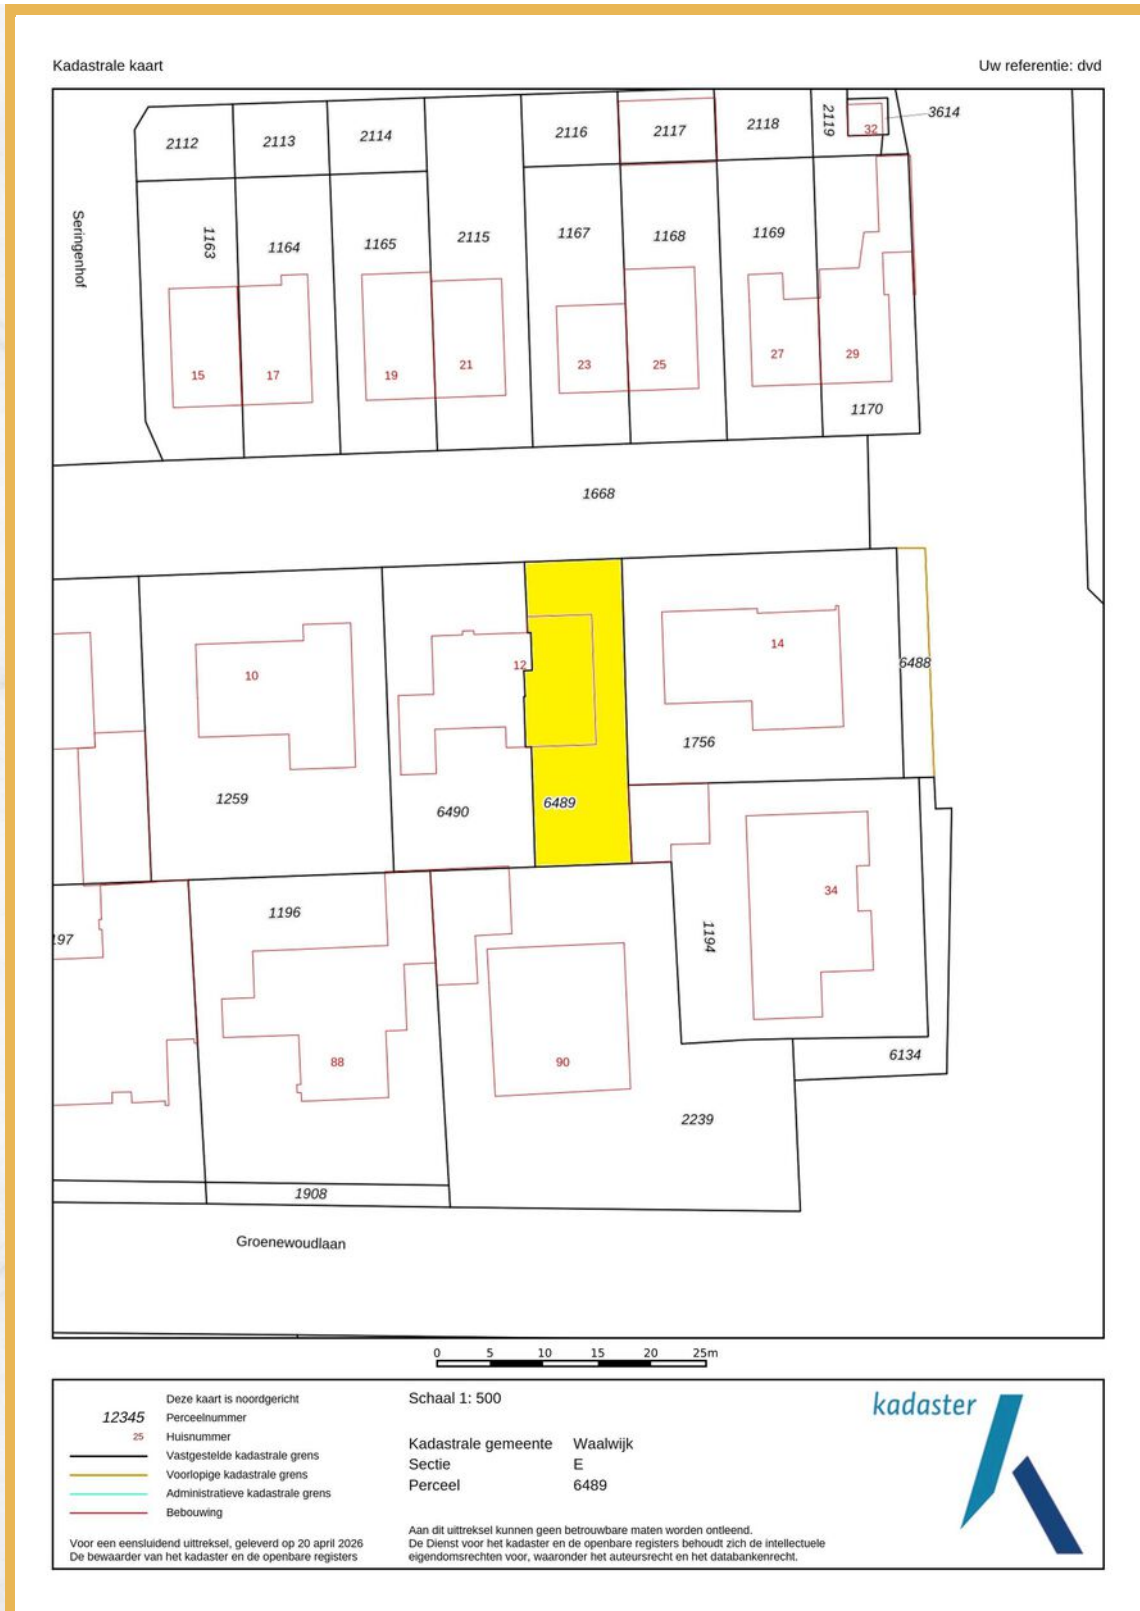 Kadastrale kaart
Uw referentie: dvd
2112
2113
2114
2116
2117
2118
2119
32
3614
Seringenhof
1163
1164
1165
2115
1167
1168
1169
15
17
19
21
23
25
27
29
1170
1668
10
12
14
6488
1756
1259
6490
6489
34
1196
197
1194
88
90
6134
2239
1908
Groenewoudlaan
0 5 10 15 20 25m
Deze kaart is noordgericht
12345 Perceelnummer
25 Huisnummer
Vastgestelde kadastrale grens
Voorlopige kadastrale grens
Administratieve kadastrale grens
Bebouwing
Voor een eensluidend uittreksel, geleverd op 20 april 2026
De bewaarder van het kadaster en de openbare registers
Schaal 1: 500
Kadastrale gemeente Waalwijk
Sectie E
Perceel 6489
Aan dit uittreksel kunnen geen betrouwbare maten worden ontleend.
De Dienst voor het kadaster en de openbare registers behoudt zich de intellectuele
eigendomsrechten voor, waaronder het auteursrecht en het databankenrecht.
kadaster